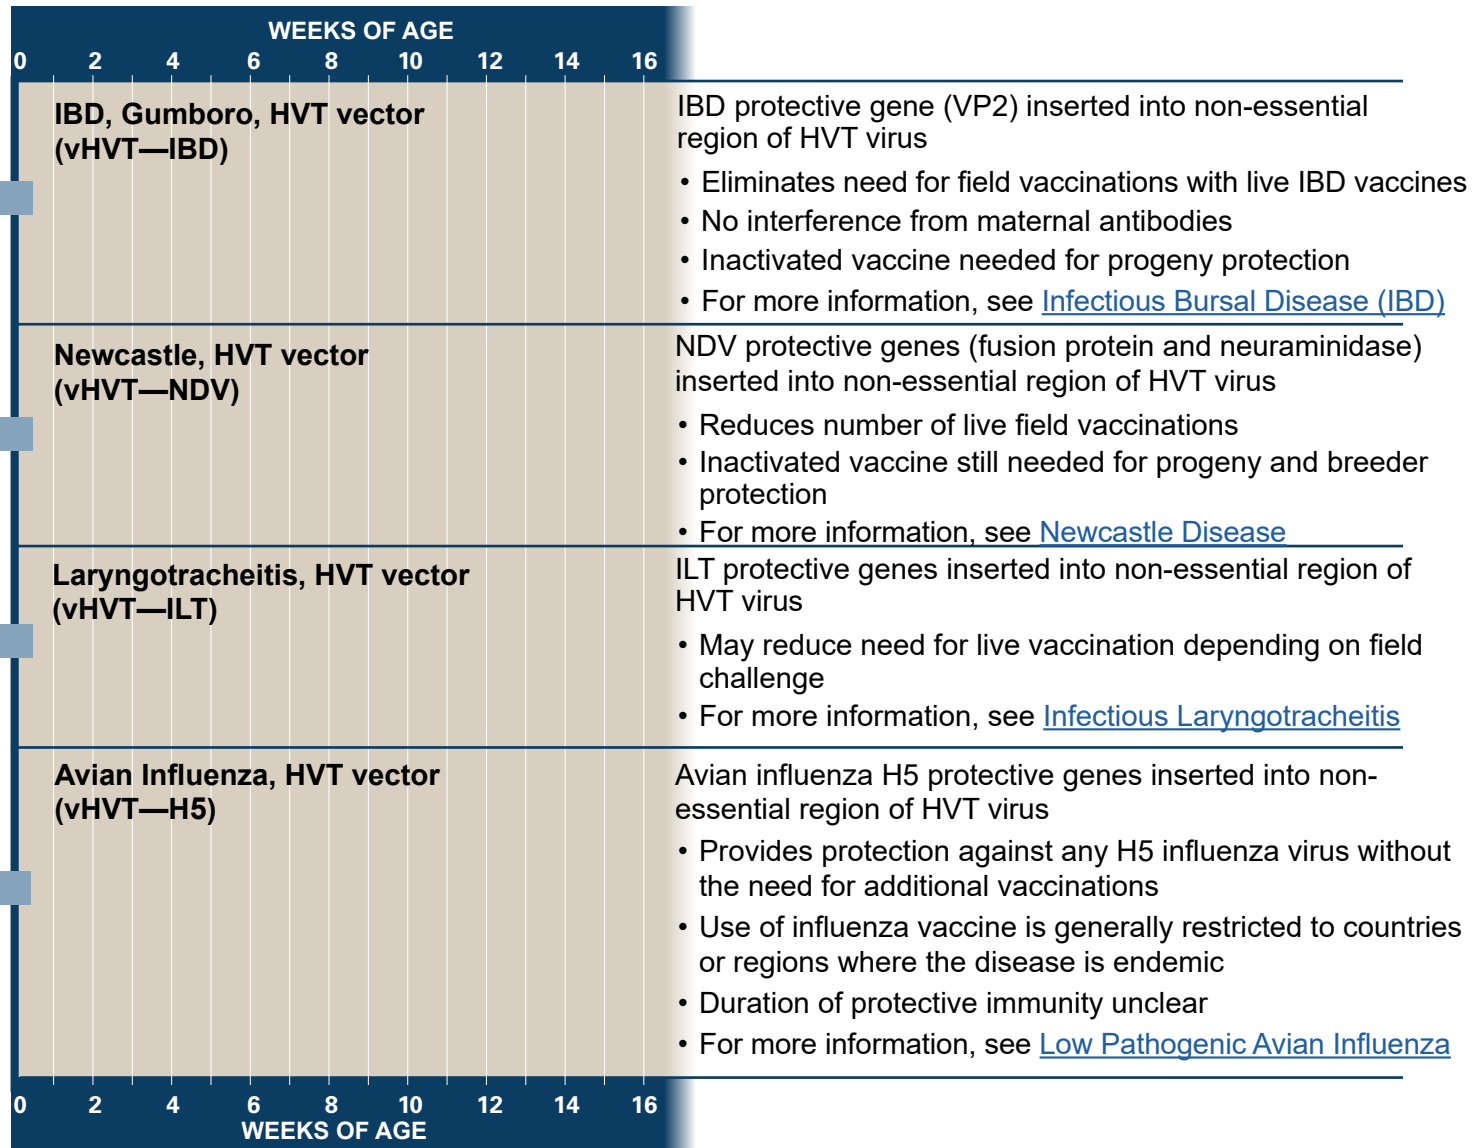 WEEKS OF AGE
0 2 4 6 8 10 12 14 16
IBD, Gumboro, HVT vector
(vHVT—IBD)
IBD protective gene (VP2) inserted into non-essential
region of HVT virus
• Eliminates need for field vaccinations with live IBD vaccines
• No interference from maternal antibodies
• Inactivated vaccine needed for progeny protection
• For more information, see Infectious Bursal Disease (IBD)
Newcastle, HVT vector
(vHVT—NDV)
NDV protective genes (fusion protein and neuraminidase)
inserted into non-essential region of HVT virus
• Reduces number of live field vaccinations
• Inactivated vaccine still needed for progeny and breeder
protection
• For more information, see Newcastle Disease
Laryngotracheitis, HVT vector
(vHVT—ILT)
ILT protective genes inserted into non-essential region of
HVT virus
• May reduce need for live vaccination depending on field
challenge
• For more information, see Infectious Laryngotracheitis
Avian Influenza, HVT vector
(vHVT—H5)
Avian influenza H5 protective genes inserted into non-
essential region of HVT virus
• Provides protection against any H5 influenza virus without
the need for additional vaccinations
• Use of influenza vaccine is generally restricted to countries
or regions where the disease is endemic
• Duration of protective immunity unclear
• For more information, see Low Pathogenic Avian Influenza
0 2 4 6 8 10 12 14 16
WEEKS OF AGE